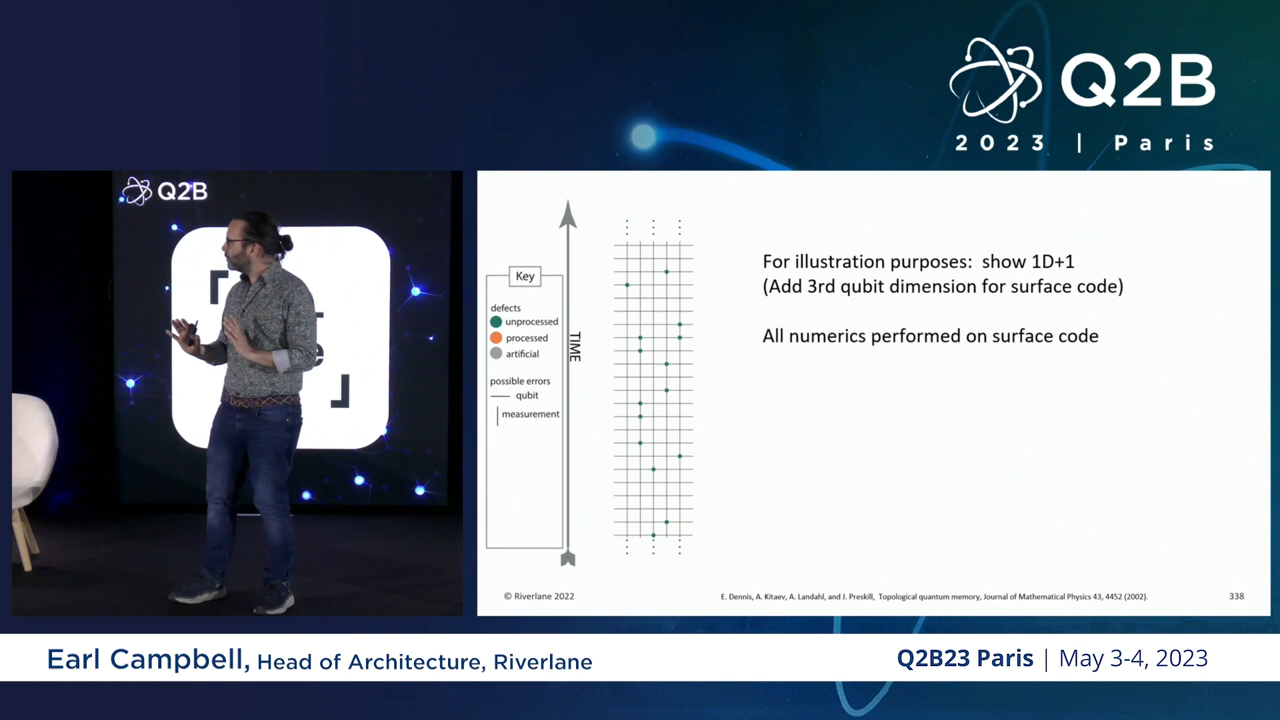 Q2B
2023 | Paris
Q2B
Key
defects
unprocessed
processed
artificial
possible errors
qubit
measurement
TIME
For illustration purposes: show 1D+1
(Add 3rd qubit dimension for surface code)
All numerics performed on surface code
© Riverlane 2022
E. Dennis, A. Kitaev, A. Landahl, and J. Preskill, Topological quantum memory, Journal of Mathematical Physics 43, 4452 (2002).
338
Earl Campbell, Head of Architecture, Riverlane
Q2B23 Paris | May 3-4, 2023